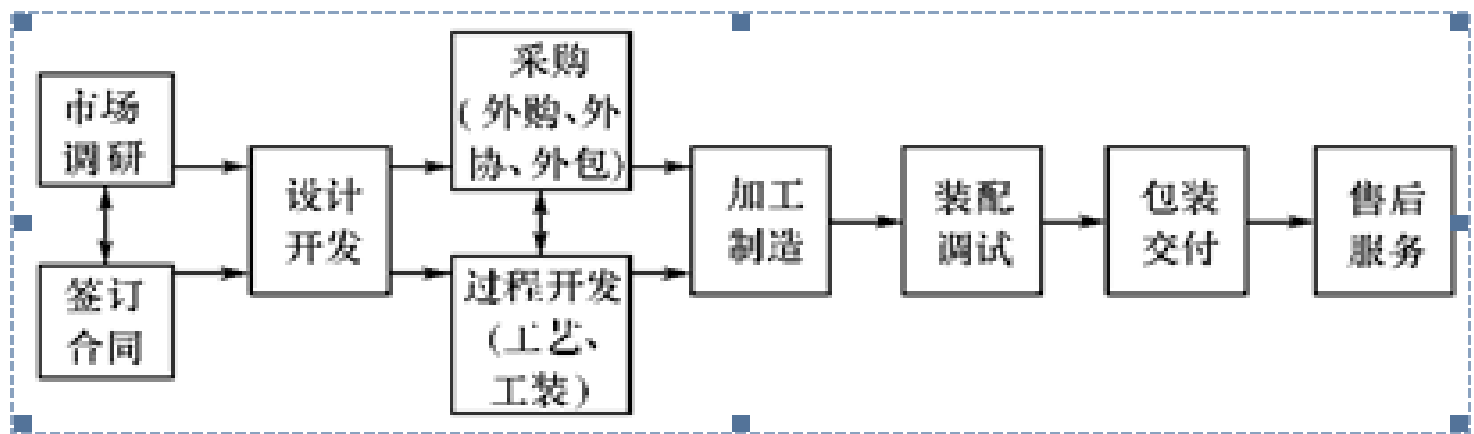 市场
调研
签订
合同
设计
开发
采购
(外购、外
协、外包)
过程开发
(工艺、
工装)
加工
制造
装配
调试
包装
交付
售后
服务